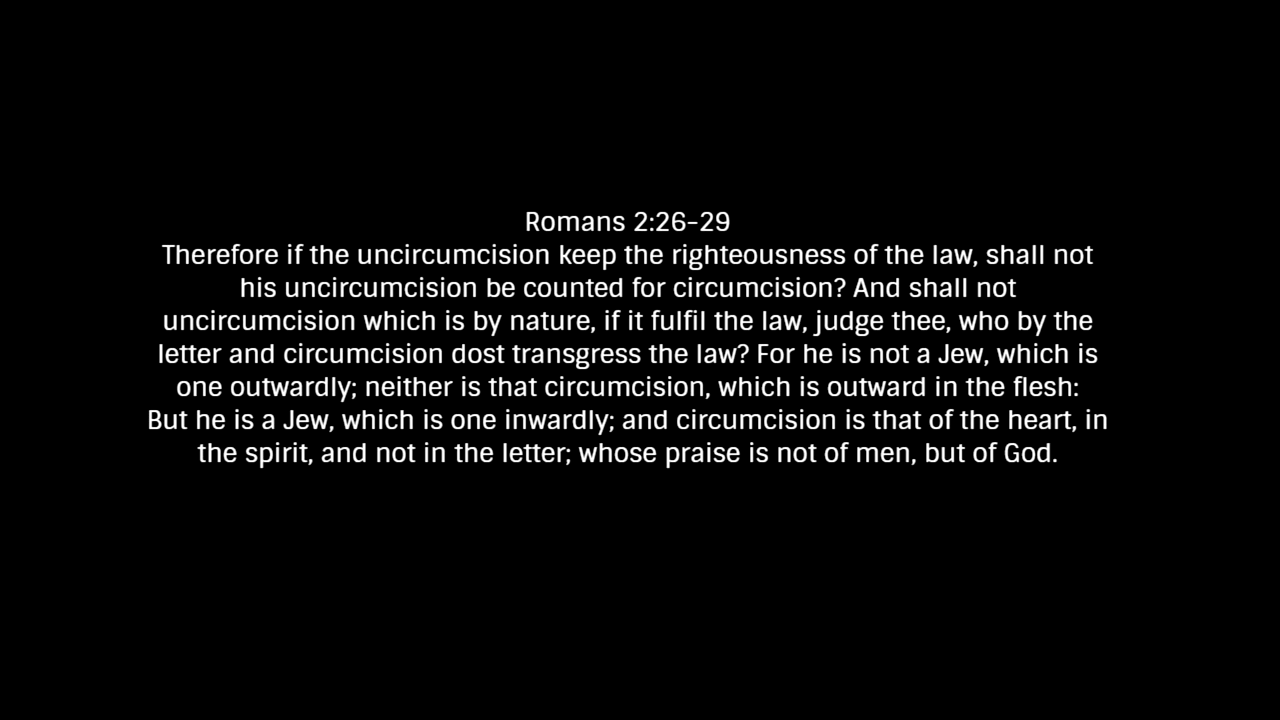 Romans 2:26-29
Therefore if the uncircumcision keep the righteousness of the law, shall not
his uncircumcision be counted for circumcision? And shall not
uncircumcision which is by nature, if it fulfil the law, judge thee, who by the
letter and circumcision dost transgress the law? For he is not a Jew, which is
one outwardly; neither is that circumcision, which is outward in the flesh:
But he is a Jew, which is one inwardly; and circumcision is that of the heart, in
the spirit, and not in the letter; whose praise is not of men, but of God.